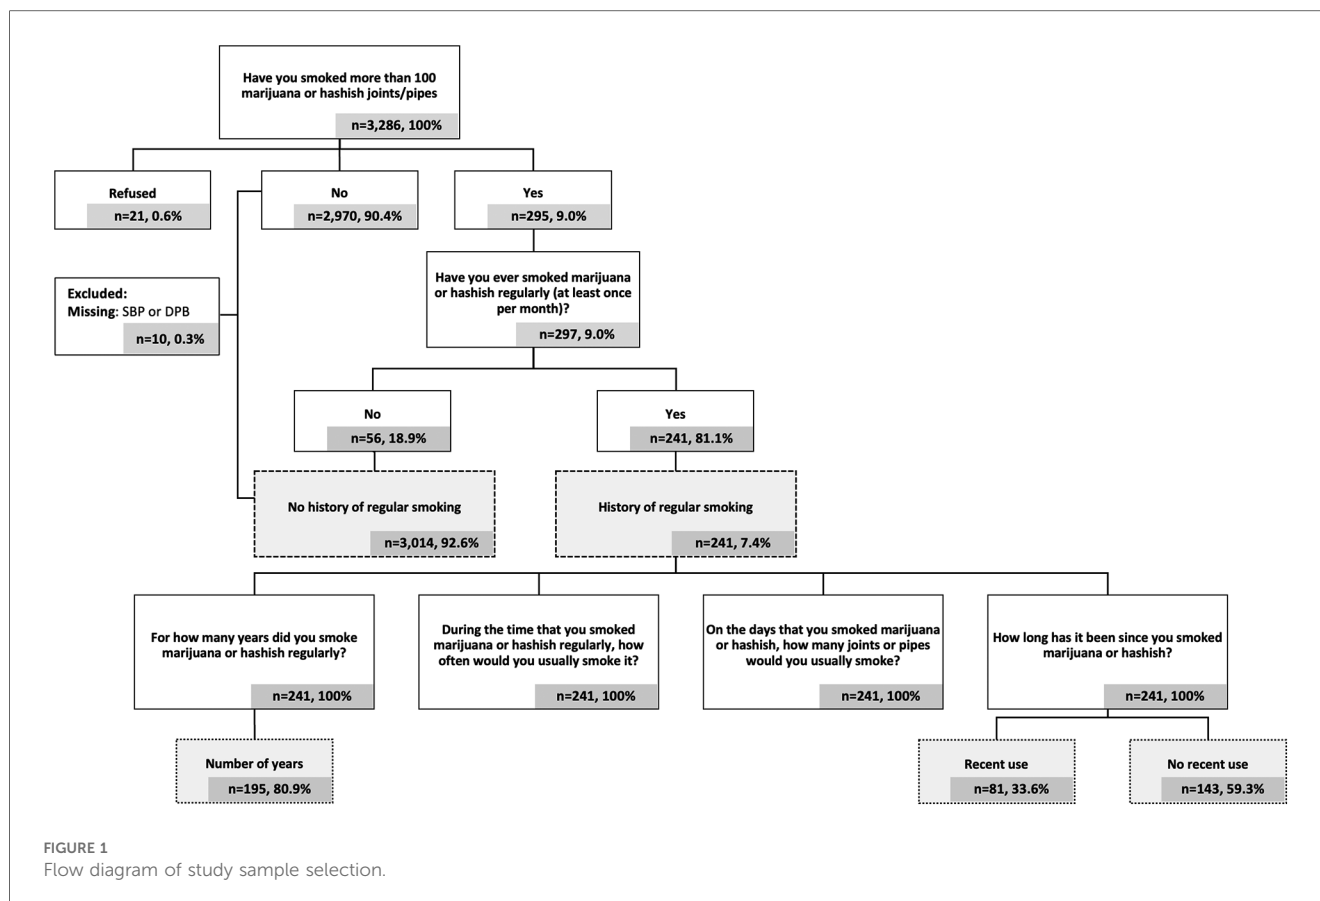 Have you smoked more than 100
marijuana or hashish joints/pipes
n=3,286, 100%
Refused
n=21, 0.6%
No
n=2,970, 90.4%
Yes
n=295, 9.0%
Excluded:
Missing: SBP or DPB
n=10, 0.3%
Have you ever smoked marijuana
or hashish regularly (at least once
per month)?
n=297, 9.0%
No
n=56, 18.9%
Yes
n=241, 81.1%
No history of regular smoking
n=3,014, 92.6%
History of regular smoking
n=241, 7.4%
For how many years did you smoke
marijuana or hashish regularly?
n=241, 100%
During the time that you smoked
marijuana or hashish regularly, how
often would you usually smoke it?
n=241, 100%
On the days that you smoked marijuana
or hashish, how many joints or pipes
would you usually smoke?
n=241, 100%
How long has it been since you smoked
marijuana or hashish?
n=241, 100%
Number of years
n=195, 80.9%
Recent use
n=81, 33.6%
No recent use
n=143, 59.3%
FIGURE 1
Flow diagram of study sample selection.